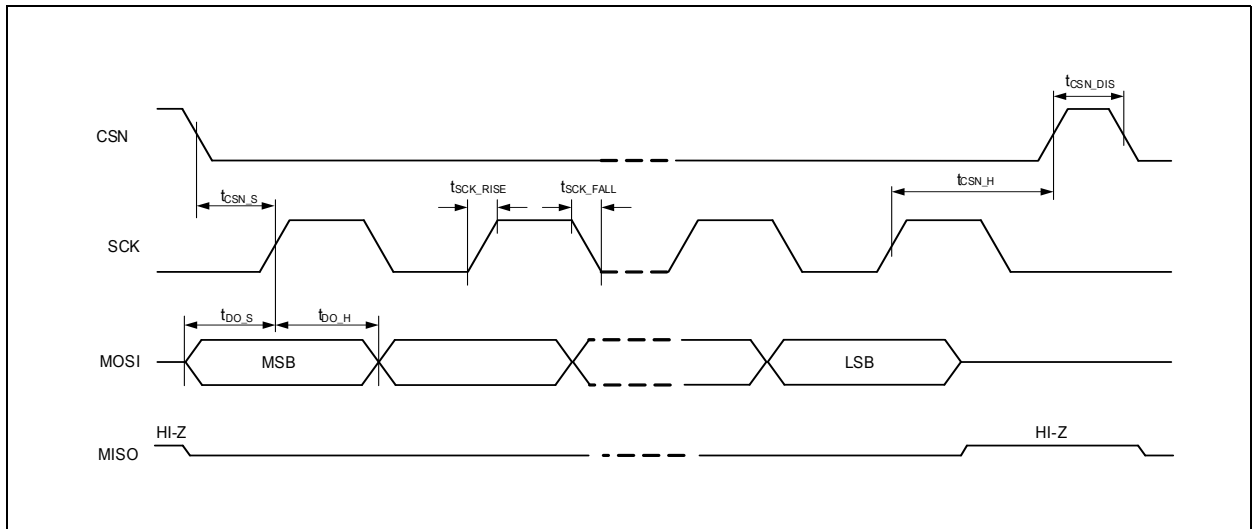 tCSN_DIS
CSN
tCSN_S
tSCK_RISE
tSCK_FALL
tCSN_H
SCK
tDO_S
tDO_H
MOSI
MSB
LSB
HI-Z
HI-Z
MISO